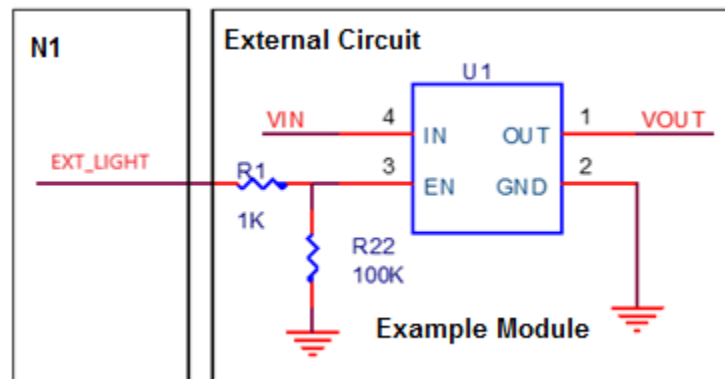 N1
External Circuit
U1
VIN
4
IN
OUT
1
VOUT
EXT_LIGHT
R1
1K
3
EN
GND
2
R22
100K
Example Module